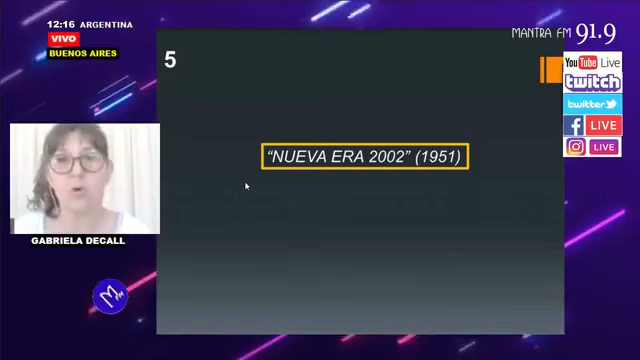 12:16 ARGENTINA
VIVO
BUENOS AIRES
MANTRA FM 91.9
5
YouTube Live
twitch
twitter
LIVE
LIVE
"NUEVA ERA 2002" (1951)
GABRIELA DECALL